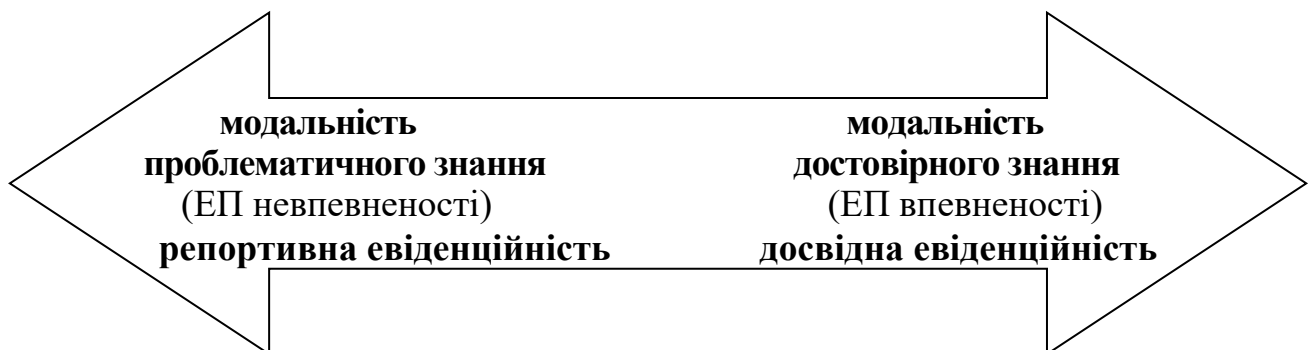 модальність
проблематичного знання
(ЕП невпевненості)
репортивна евіденційність
модальність
достовірного знання
(ЕП впевненості)
досвідна евіденційність